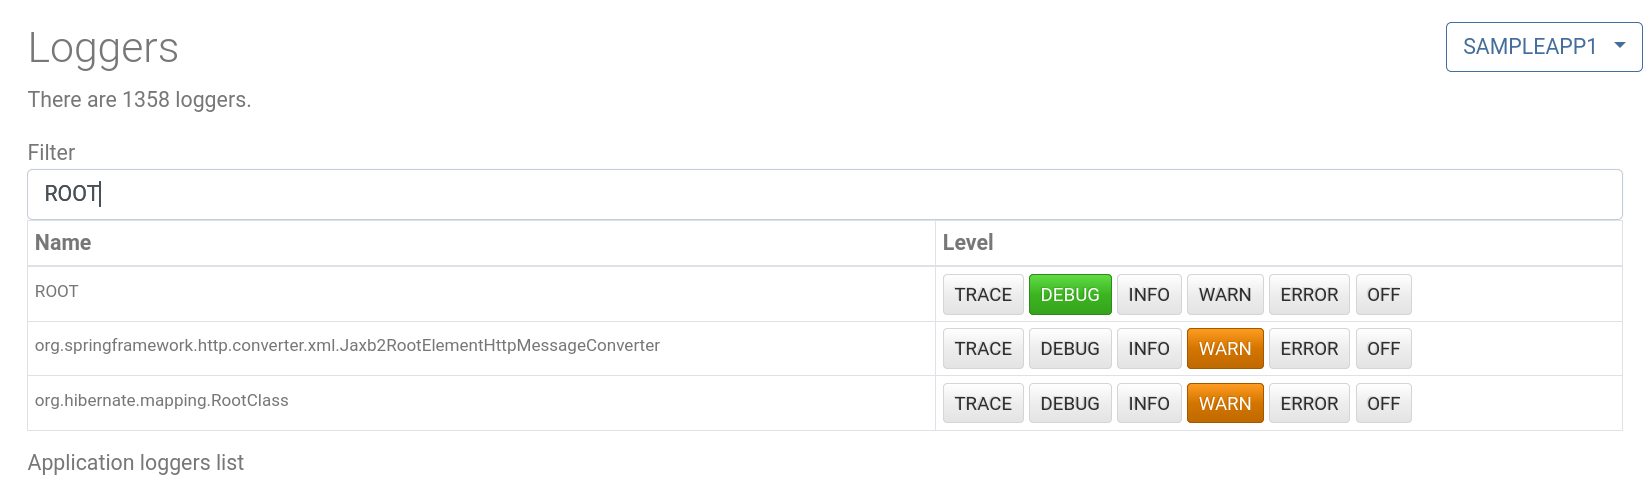 Loggers
SAMPLEAPP1
There are 1358 loggers.
Filter
ROOT
Name Level
ROOT TRACE DEBUG INFO WARN ERROR OFF
org.springframework.http.converter.xml.Jaxb2RootElementHttpMessageConverter TRACE DEBUG INFO WARN ERROR OFF
org.hibernate.mapping.RootClass TRACE DEBUG INFO WARN ERROR OFF
Application loggers list